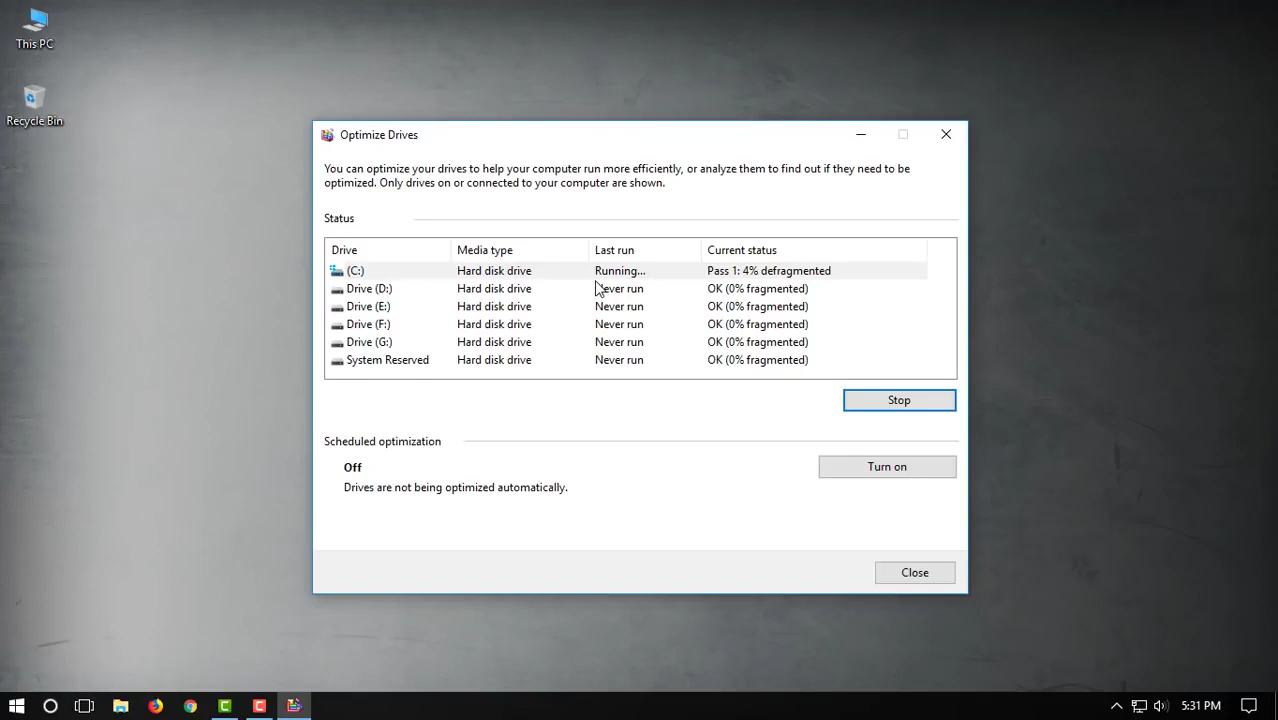 This PC
Recycle Bin
Optimize Drives
You can optimize your drives to help your computer run more efficiently, or analyze them to find out if they need to be
optimized. Only drives on or connected to your computer are shown.
Status
Drive Media type Last run Current status
(C:) Hard disk drive Running... Pass 1: 4% defragmented
Drive (D:) Hard disk drive Never run OK (0% fragmented)
Drive (E:) Hard disk drive Never run OK (0% fragmented)
Drive (F:) Hard disk drive Never run OK (0% fragmented)
Drive (G:) Hard disk drive Never run OK (0% fragmented)
System Reserved Hard disk drive Never run OK (0% fragmented)
Stop
Scheduled optimization
Off Turn on
Drives are not being optimized automatically.
Close
5:31 PM